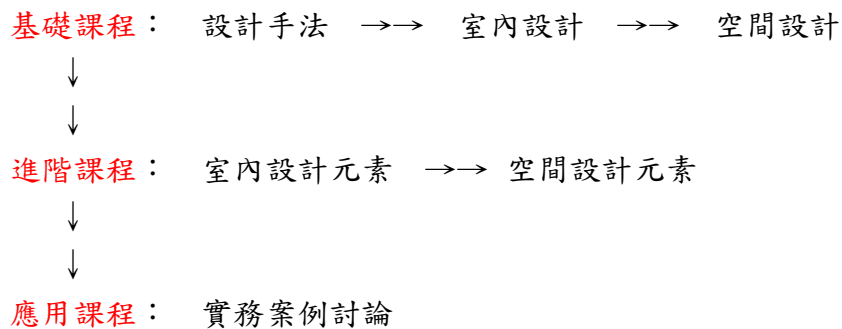 基礎課程： 設計手法 →→ 室內設計 →→ 空間設計
↓
↓
進階課程： 室內設計元素 →→ 空間設計元素
↓
↓
應用課程： 實務案例討論